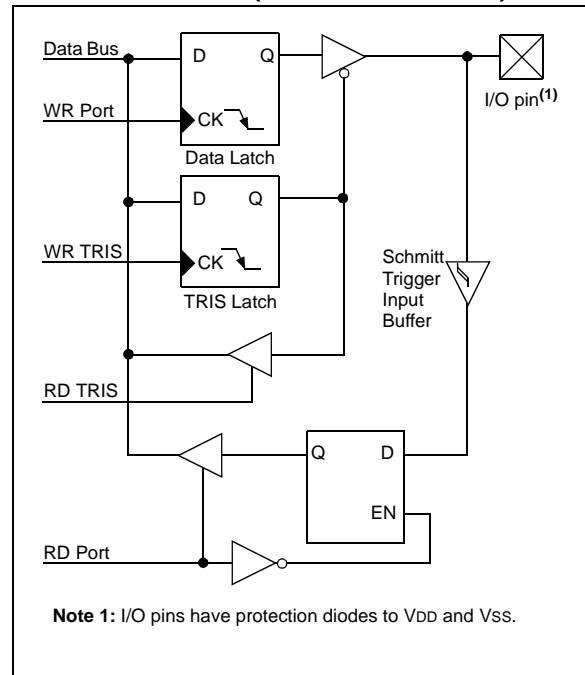 Data Bus
D Q
WR Port
CK
Data Latch
I/O pin(1)
D Q
WR TRIS
CK
TRIS Latch
Schmitt
Trigger
Input
Buffer
RD TRIS
Q D
EN
RD Port
Note 1: I/O pins have protection diodes to VDD and VSS.